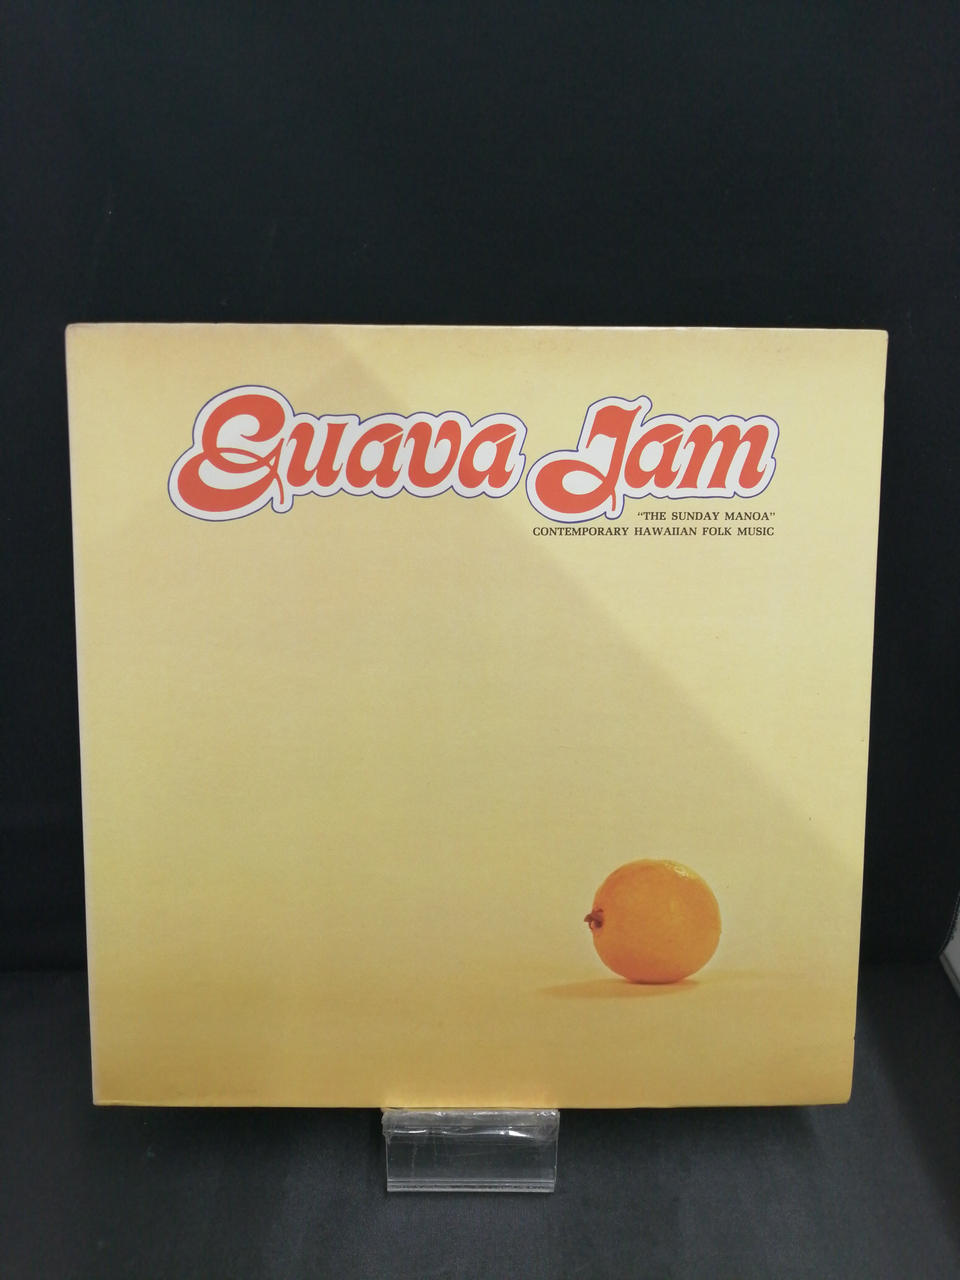 Guava Jam
“THE SUNDAY MANOA”
CONTEMPORARY HAWAIIAN FOLK MUSIC